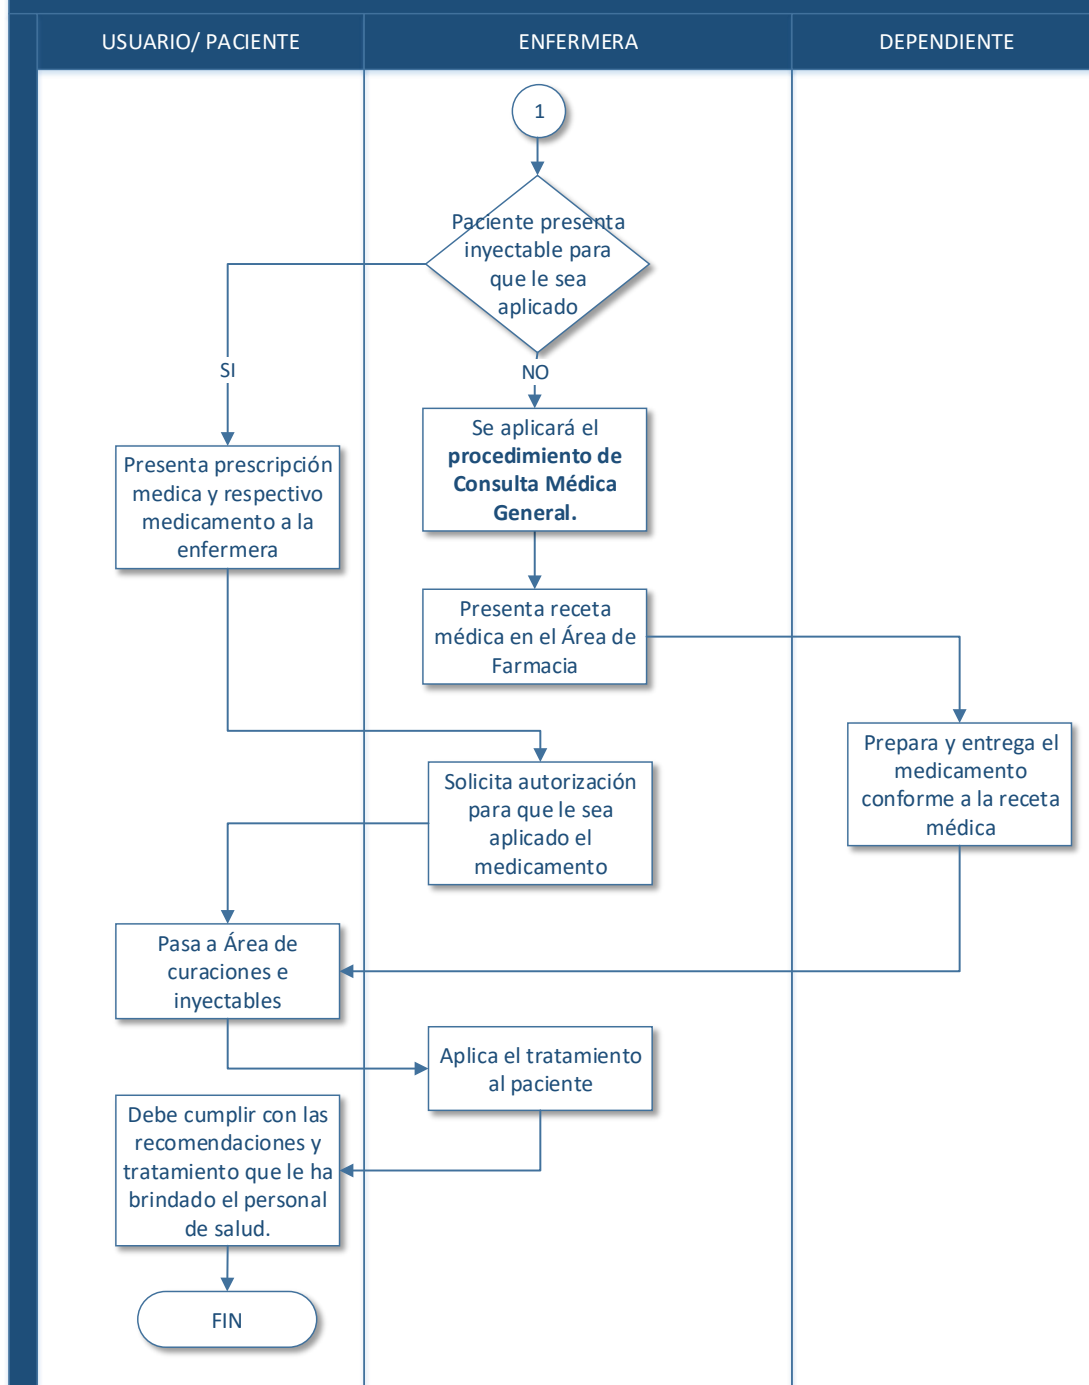 USUARIO/ PACIENTE
ENFERMERA
DEPENDIENTE
1
Paciente presenta
inyectable para
que le sea
aplicado
SI
NO
Se aplicará el
procedimiento de
Consulta Médica
General.
Presenta prescripción
medica y respectivo
medicamento a la
enfermera
Presenta receta
médica en el Área de
Farmacia
Prepara y entrega el
medicamento
conforme a la receta
médica
Solicita autorización
para que le sea
aplicado el
medicamento
Pasa a Área de
curaciones e
inyectables
Aplica el tratamiento
al paciente
Debe cumplir con las
recomendaciones y
tratamiento que le ha
brindado el personal
de salud.
FIN